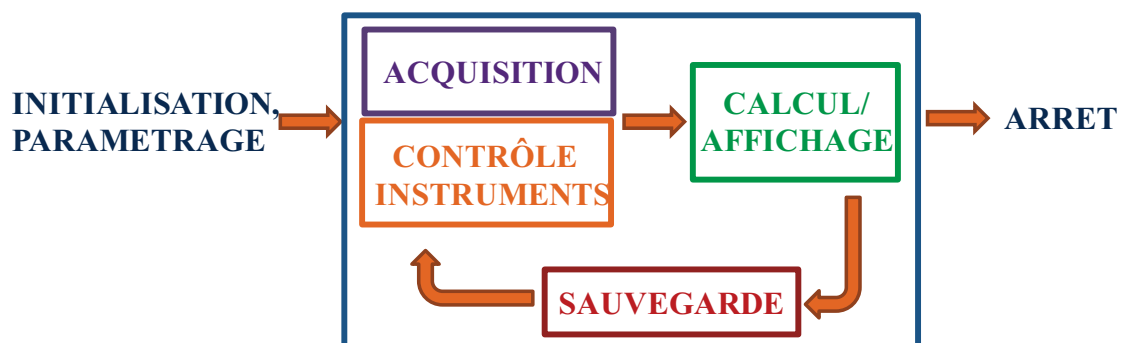 INITIALISATION,
PARAMETRAGE
ACQUISITION
CONTRÔLE
INSTRUMENTS
CALCUL/
AFFICHAGE
SAUVEGARDE
ARRET